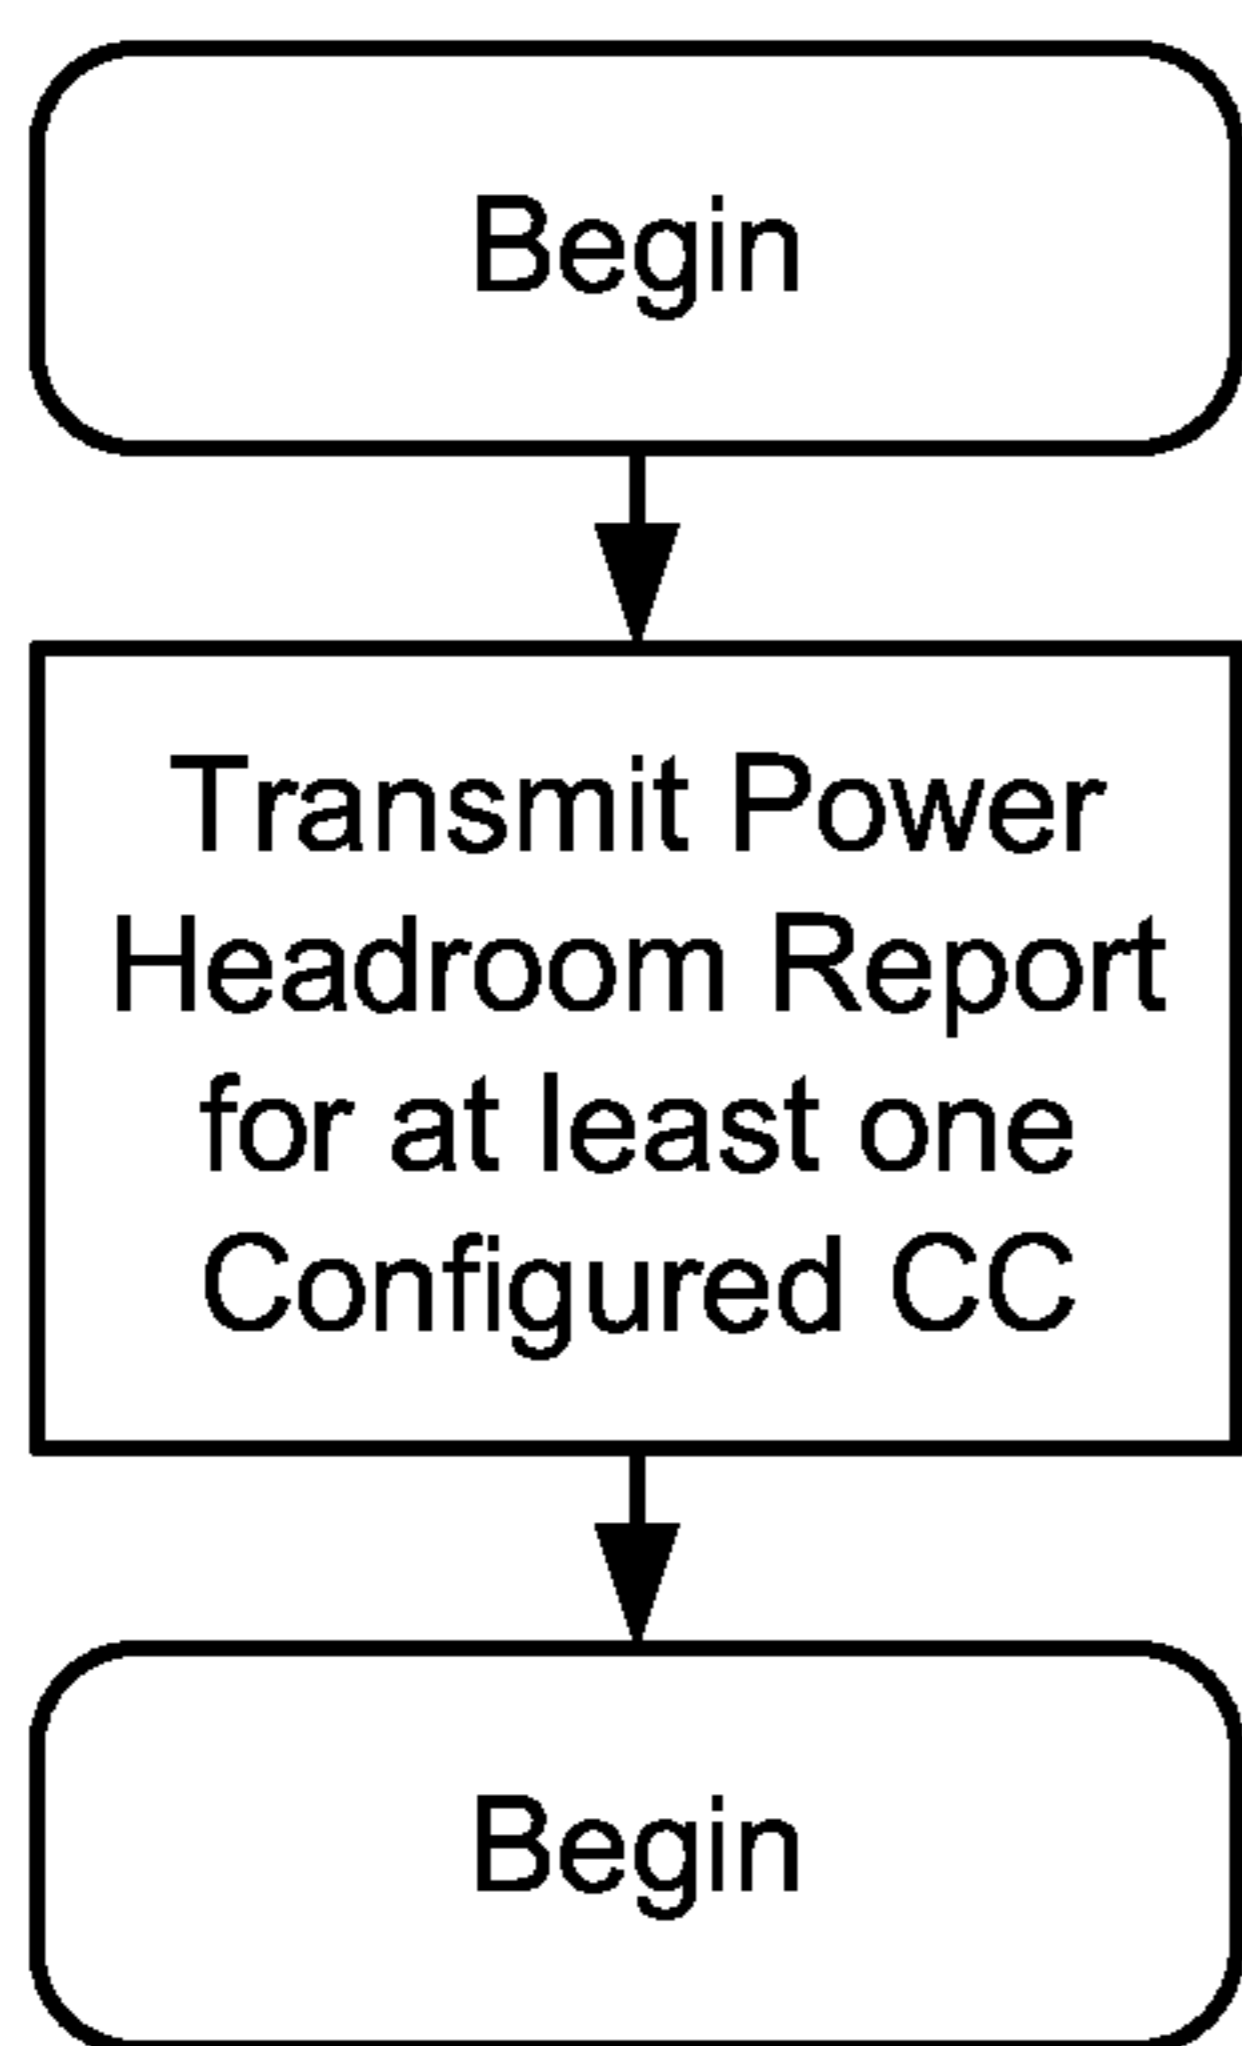 Begin
Transmit Power
Headroom Report
for at least one
Configured CC
Begin